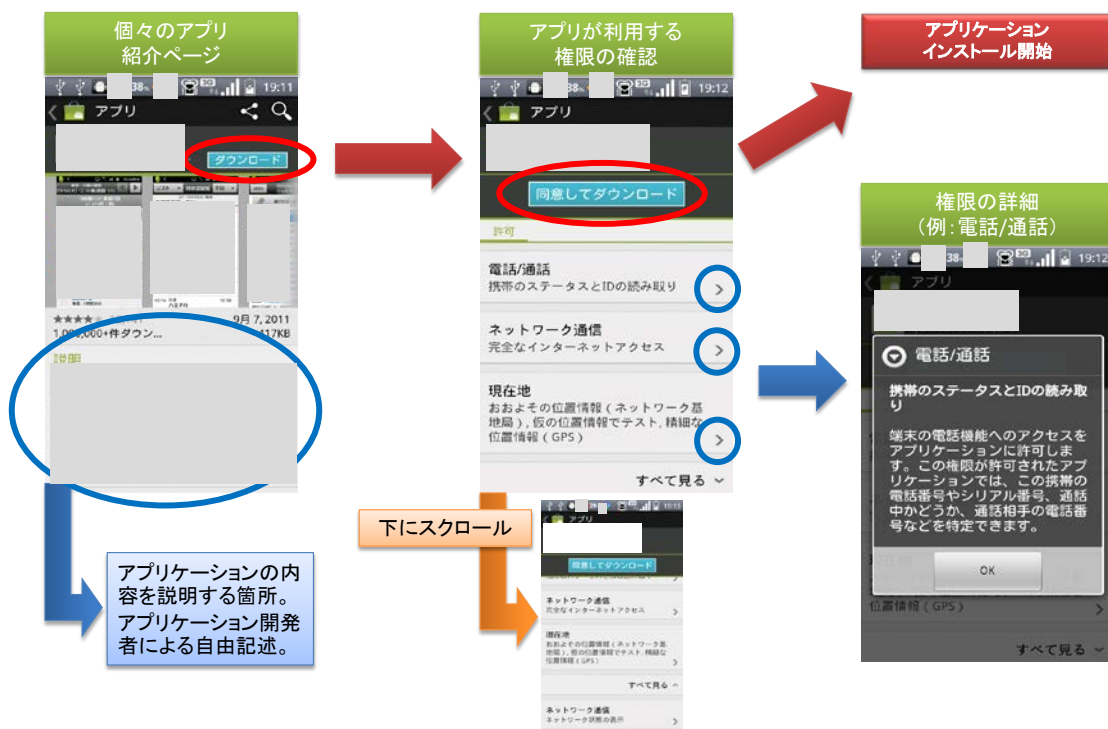 個々のアプリ
紹介ページ
19:11
アプリ
ダウンロード
9月 7, 2011
417KB
説明
アプリケーションの内
容を説明する箇所。
アプリケーション開発
者による自由記述。
アプリが利用する
権限の確認
38%
3G
19:12
アプリ
同意してダウンロード
許可
電話/通話
携帯のステータスとIDの読み取り
ネットワーク通信
完全なインターネットアクセス
現在地
おおよその位置情報(ネットワーク基
地局), 仮の位置情報でテスト, 精細な
位置情報(GPS)
すべて見る
下にスクロール
アプリ
同意してダウンロード
ネットワーク通信
完全なインターネットアクセス
現在地
おおよその位置情報(ネットワーク基
地局), 仮の位置情報でテスト, 精細な
位置情報(GPS)
すべて見る
ネットワーク通信
ネットワーク状態の表示
アプリケーション
インストール開始
権限の詳細
(例:電話/通話)
19:12
アプリ
電話/通話
携帯のステータスとIDの読み取
り
端末の電話機能へのアクセスを
アプリケーションに許可しま
す。この権限が許可されたアプ
リケーションでは、この携帯の
電話番号やシリアル番号、通話
中かどうか、通話相手の電話番
号などを特定できます。
OK
位置情報(GPS)
すべて見る